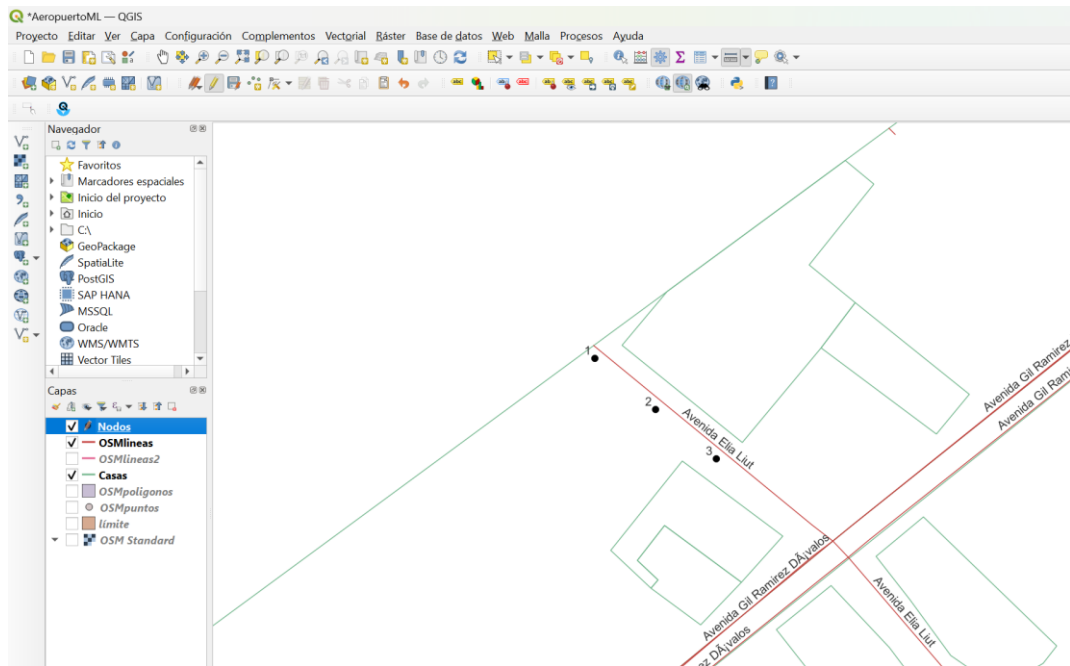 *AeropuertoML — QGIS
Proyecto Editar Ver Capa Configuración Complementos Vectorial Ráster Base de datos Web Malla Procesos Ayuda
Navegador
Favoritos
Marcadores espaciales
Inicio del proyecto
Inicio
C:\
GeoPackage
SpatiaLite
PostGIS
SAP HANA
MSSQL
Oracle
WMS/WMTS
Vector Tiles
Capas
Nodos
OSMlineas
OSMlineas2
Casas
OSMpoligonos
OSMpuntos
límite
OSM Standard
1
2
3
Avenida Elia Liut
Avenida Gil Ramirez
Avenida Gil Ram
Avenida Gil Ramirez DÃ¡valos
z DÃ¡valos
Avenida Elia Liut